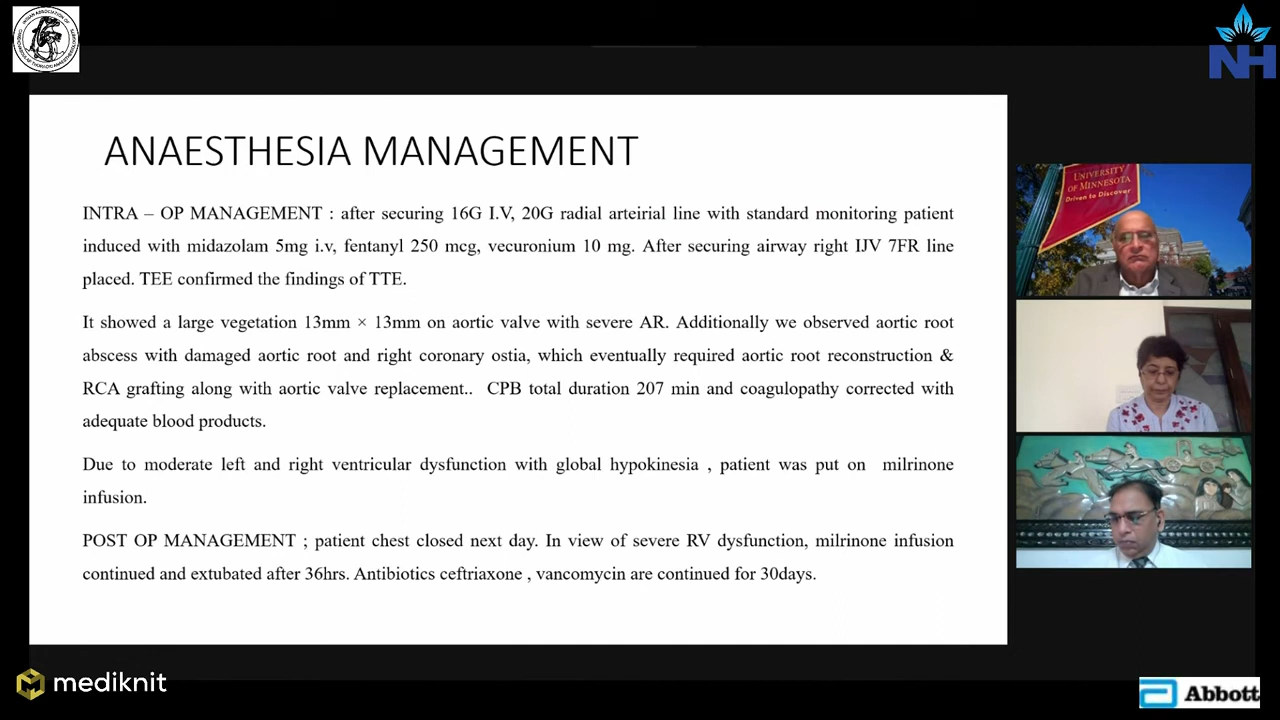 INDIAN ASSOCIATION OF
NH
ANAESTHESIA MANAGEMENT
INTRA – OP MANAGEMENT : after securing 16G I.V, 20G radial arteirial line with standard monitoring patient
induced with midazolam 5mg i.v, fentanyl 250 mcg, vecuronium 10 mg. After securing airway right IJV 7FR line
placed. TEE confirmed the findings of TTE.
It showed a large vegetation 13mm × 13mm on aortic valve with severe AR. Additionally we observed aortic root
abscess with damaged aortic root and right coronary ostia, which eventually required aortic root reconstruction &
RCA grafting along with aortic valve replacement.. CPB total duration 207 min and coagulopathy corrected with
adequate blood products.
Due to moderate left and right ventricular dysfunction with global hypokinesia , patient was put on milrinone
infusion.
POST OP MANAGEMENT ; patient chest closed next day. In view of severe RV dysfunction, milrinone infusion
continued and extubated after 36hrs. Antibiotics ceftriaxone , vancomycin are continued for 30days.
UNIVERSITY
OF MINNESOTA
Driven to Discover
mediknit
Abbott